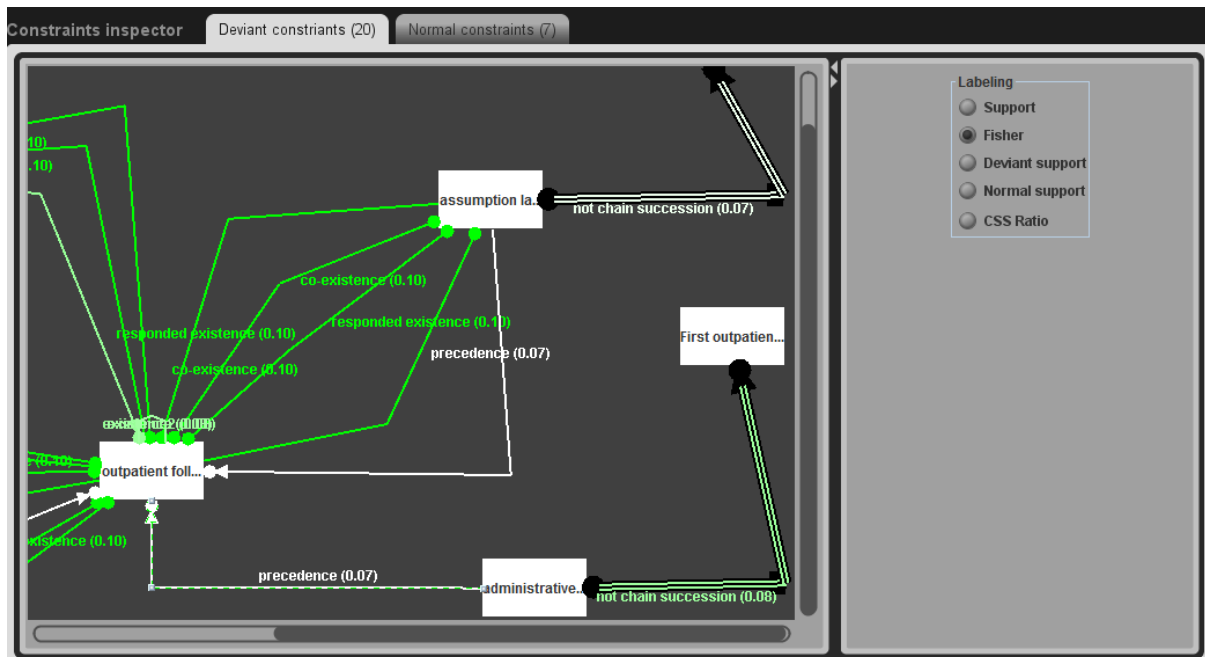 Constraints inspector
Deviant constriants (20)
Normal constraints (7)
Labeling
Support
Fisher
Deviant support
Normal support
CSS Ratio
10)
.10)
assumption la...
not chain succession (0.07)
co-existence (0.10)
responded existence (0.10)
responded existence (0.10)
First outpatien...
precedence (0.07)
co-existence (0.10)
(0.10)
outpatient foll...
existence (0.10)
precedence (0.07)
administrative...
not chain succession (0.08)